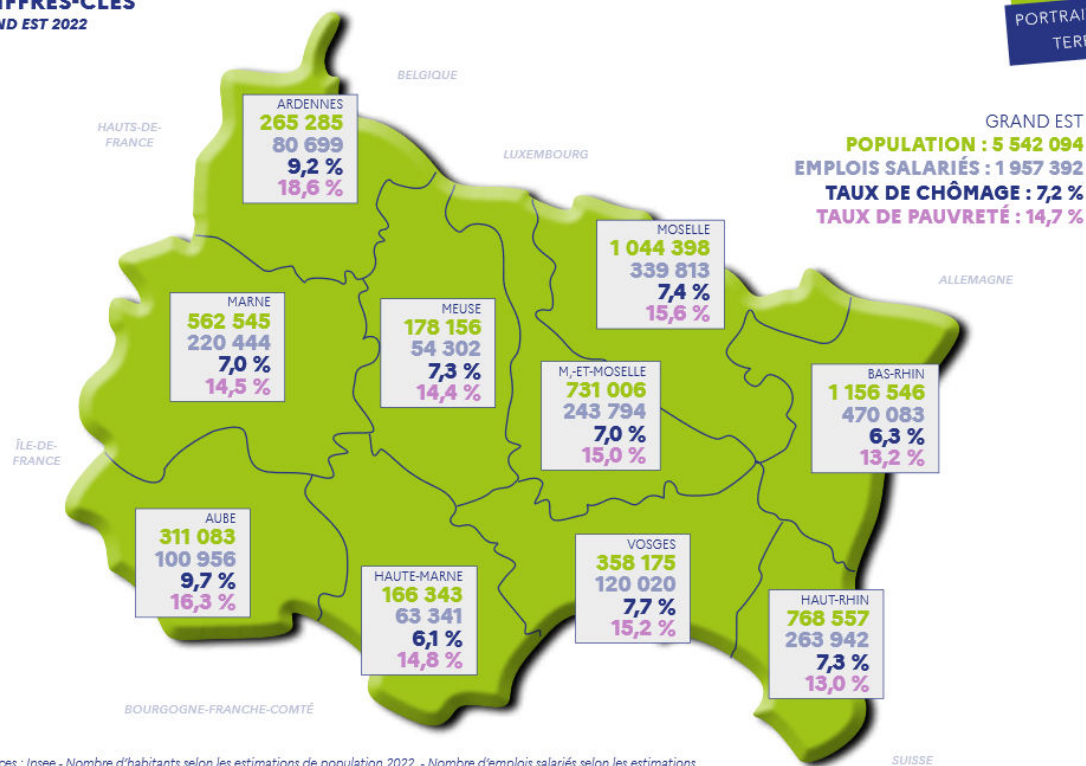 ND EST 2022
PORTRAI
BELGIQUE
HAUTS-DE-
FRANCE
LUXEMBOURG
ARDENNES
265 285
80 699
9,2 %
18,6 %
GRAND EST
POPULATION : 5 542 094
EMPLOIS SALARIÉS : 1 957 392
TAUX DE CHÔMAGE : 7,2 %
TAUX DE PAUVRETÉ : 14,7 %
MOSELLE
1 044 398
339 813
7,4 %
15,6 %
ALLEMAGNE
MARNE
562 545
220 444
7,0 %
14,5 %
MEUSE
178 156
54 302
7,3 %
14,4 %
M,-ET-MOSELLE
731 006
243 794
7,0 %
15,0 %
BAS-RHIN
1 156 546
470 083
6,3 %
13,2 %
ÎLE-DE-
FRANCE
AUBE
311 083
100 956
9,7 %
16,3 %
HAUTE-MARNE
166 343
63 341
6,1 %
14,8 %
VOSGES
358 175
120 020
7,7 %
15,2 %
HAUT-RHIN
768 557
263 942
7,3 %
13,0 %
BOURGOGNE-FRANCHE-COMTÉ
SUISSE
ces : Insee - Nombre d'habitants selon les estimations de population 2022 - Nombre d'emplois salariés selon les estimations